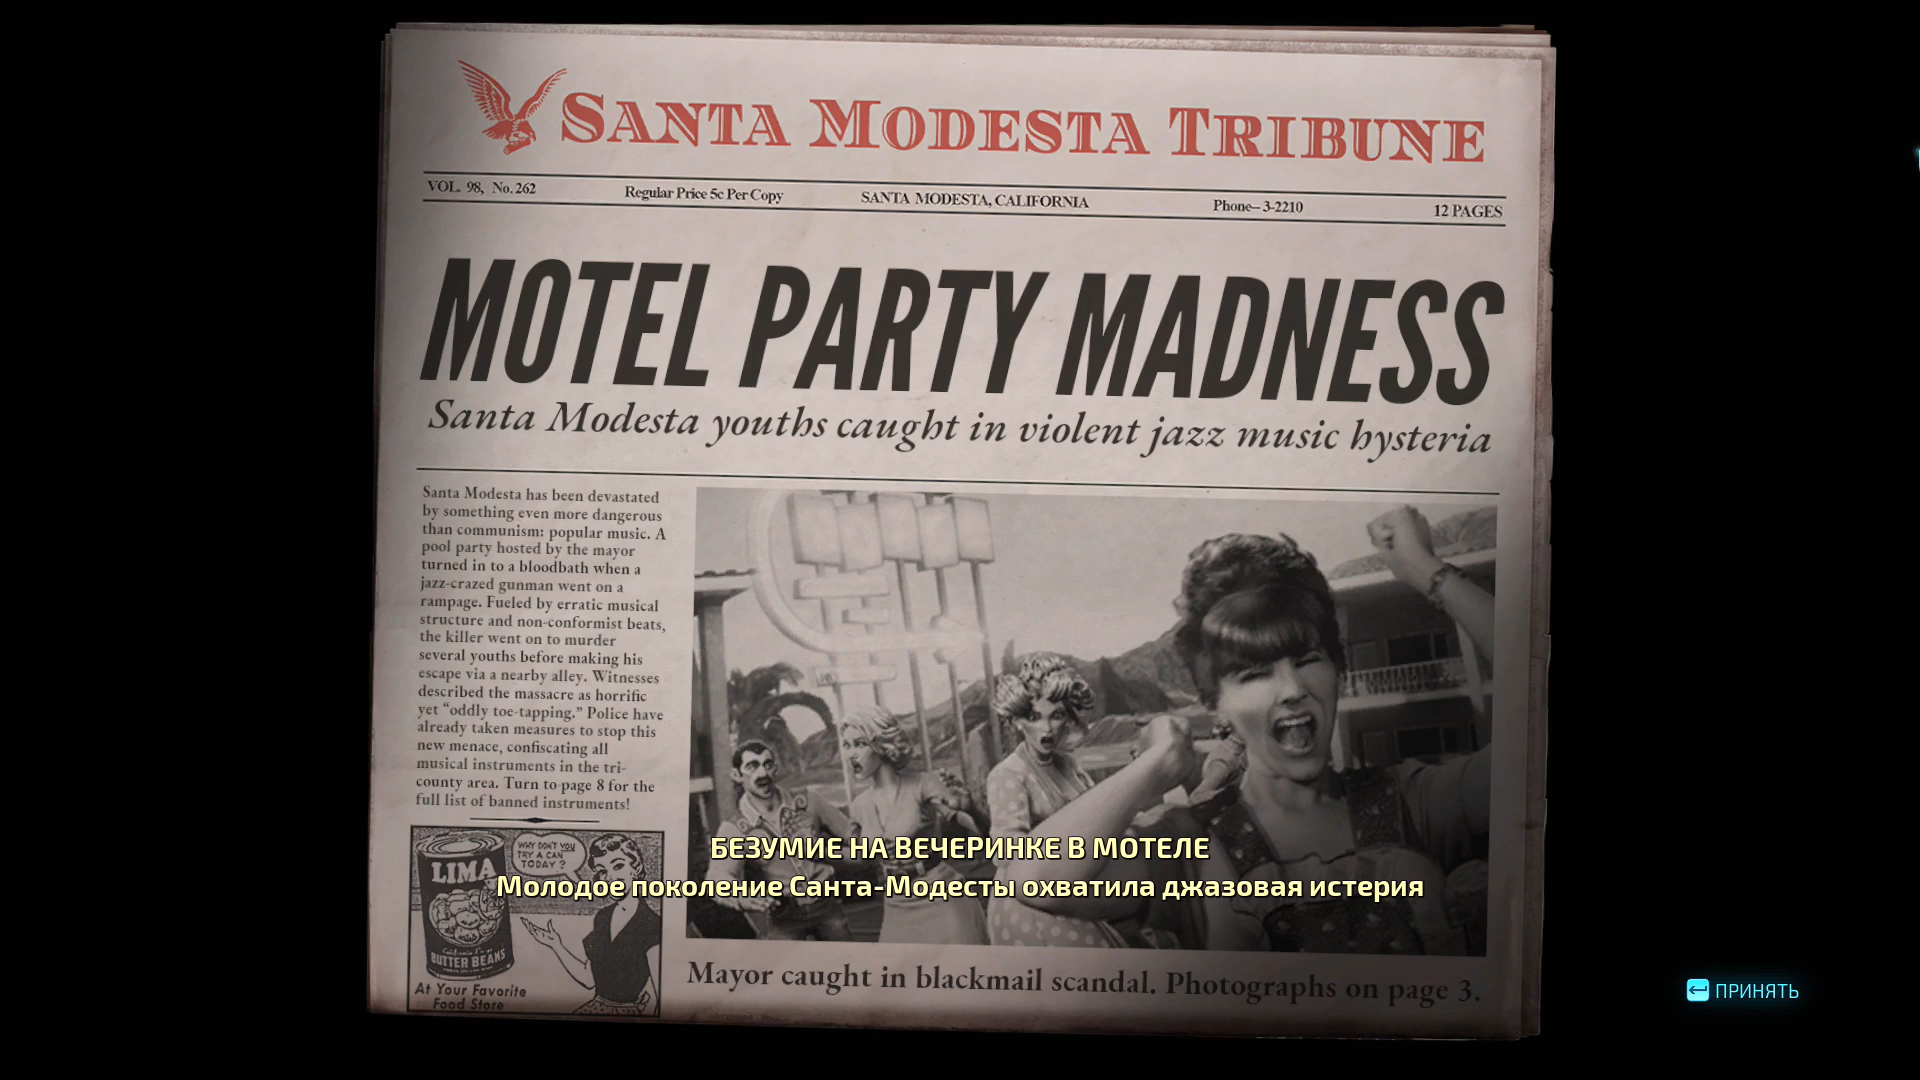 SANTA MODESTA TRIBUNE
VOL. 98, No. 262 Regular Price 5c Per Copy SANTA MODESTA, CALIFORNIA Phone–3-2210 12 PAGES
MOTEL PARTY MADNESS
Santa Modesta youths caught in violent jazz music hysteria
Santa Modesta has been devastated
by something even more dangerous
than communism: popular music. A
pool party hosted by the mayor
turned in to a bloodbath when a
jazz-crazed gunman went on a
rampage. Fueled by erratic musical
structure and non-conformist beats,
the killer went on to murder
several youths before making his
escape via a nearby alley. Witnesses
described the massacre as horrific
yet “oddly toe-tapping.” Police have
already taken measures to stop this
new menace, confiscating all
musical instruments in the tri-
county area. Turn to page 8 for the
full list of banned instruments!
WHY DON'T YOU
TRY A CAN
TODAY?
LIMA
BUTTER BEANS
At Your Favorite
Food Store
БЕЗУМИЕ НА ВЕЧЕРИНКЕ В МОТЕЛЕ
Молодое поколение Санта-Модесты охватила джазовая истерия
Mayor caught in blackmail scandal. Photographs on page 3.
ПРИНЯТЬ